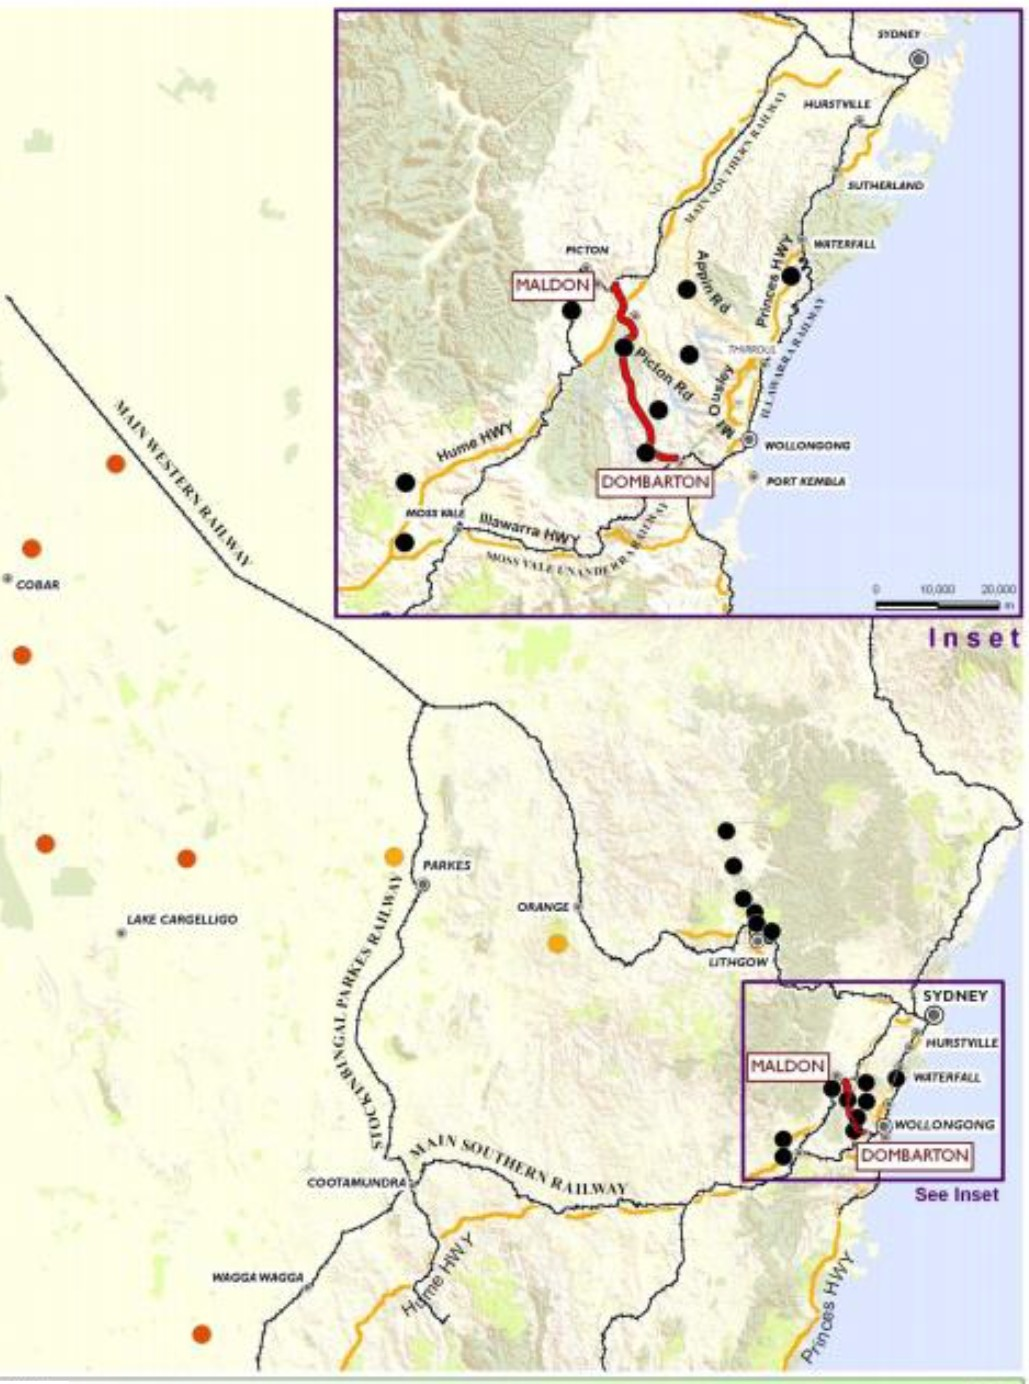 SYDNEY
HURSTVILLE
MAIN SOUTHERN RAILWAY
SUTHERLAND
WATERFALL
PICTON
MALDON
Appin Rd
Princes HWY
ILLAWARRA RAILWAY
THIRROUL
Picton Rd
Mt Ousley
Hume HWY
WOLLONGONG
DOMBARTON
PORT KEMBLA
MOSS VALE
Illawarra HWY
MOSS VALE UNANDERRA RAILWAY
0 10,000 20,000
m
Inset
MAIN WESTERN RAILWAY
COBAR
PARKES
ORANGE
LAKE CARGELLIGO
LITHGOW
STOCKINBINGAL PARKES RAILWAY
SYDNEY
HURSTVILLE
MALDON
WATERFALL
WOLLONGONG
DOMBARTON
See Inset
MAIN SOUTHERN RAILWAY
COOTAMUNDRA
WAGGA WAGGA
Hume HWY
Princes HWY